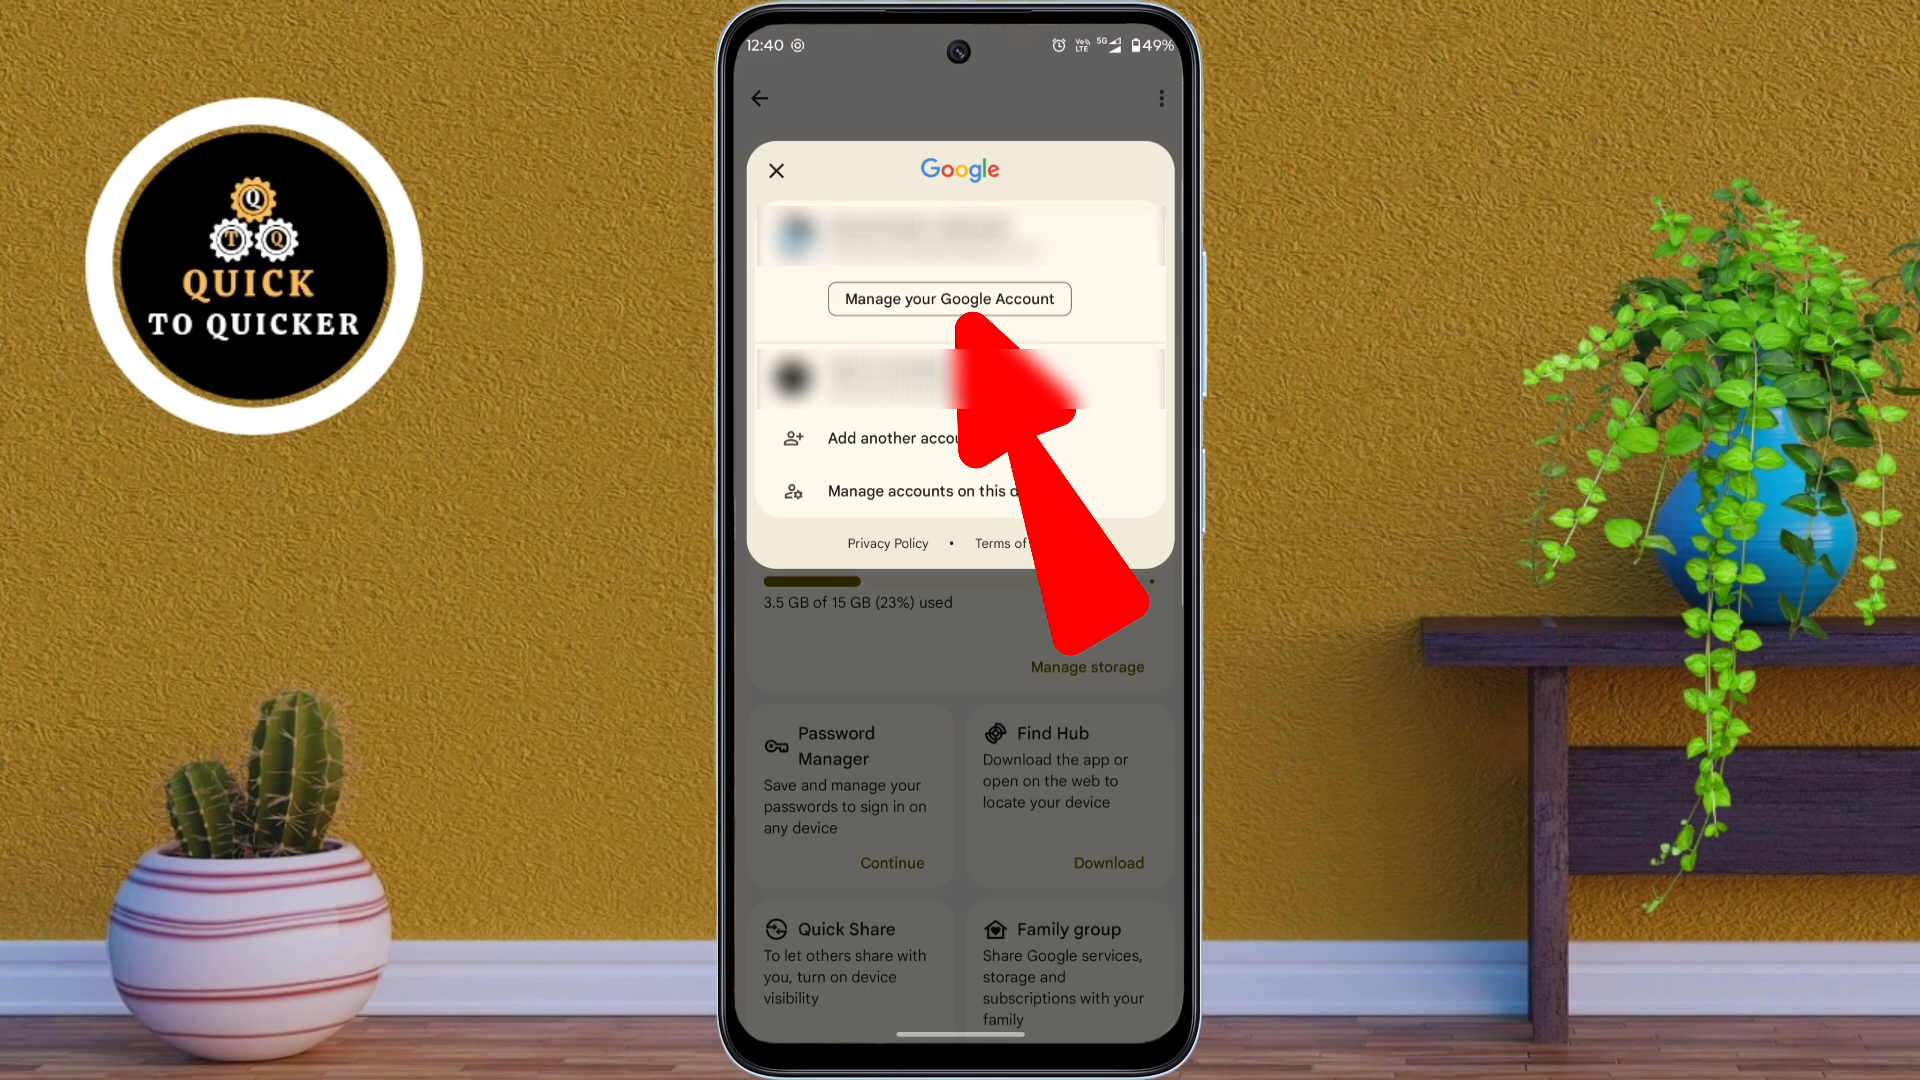 Q
T Q
QUICK
TO QUICKER
12:40
Vo)) LTE 5G 49%
Google
Manage your Google Account
Add another accou
Manage accounts on this d
Privacy Policy • Terms of
3.5 GB of 15 GB (23%) used
Manage storage
Password
Manager
Save and manage your
passwords to sign in on
any device
Continue
Find Hub
Download the app or
open on the web to
locate your device
Download
Quick Share
To let others share with
you, turn on device
visibility
Family group
Share Google services,
storage and
subscriptions with your
family